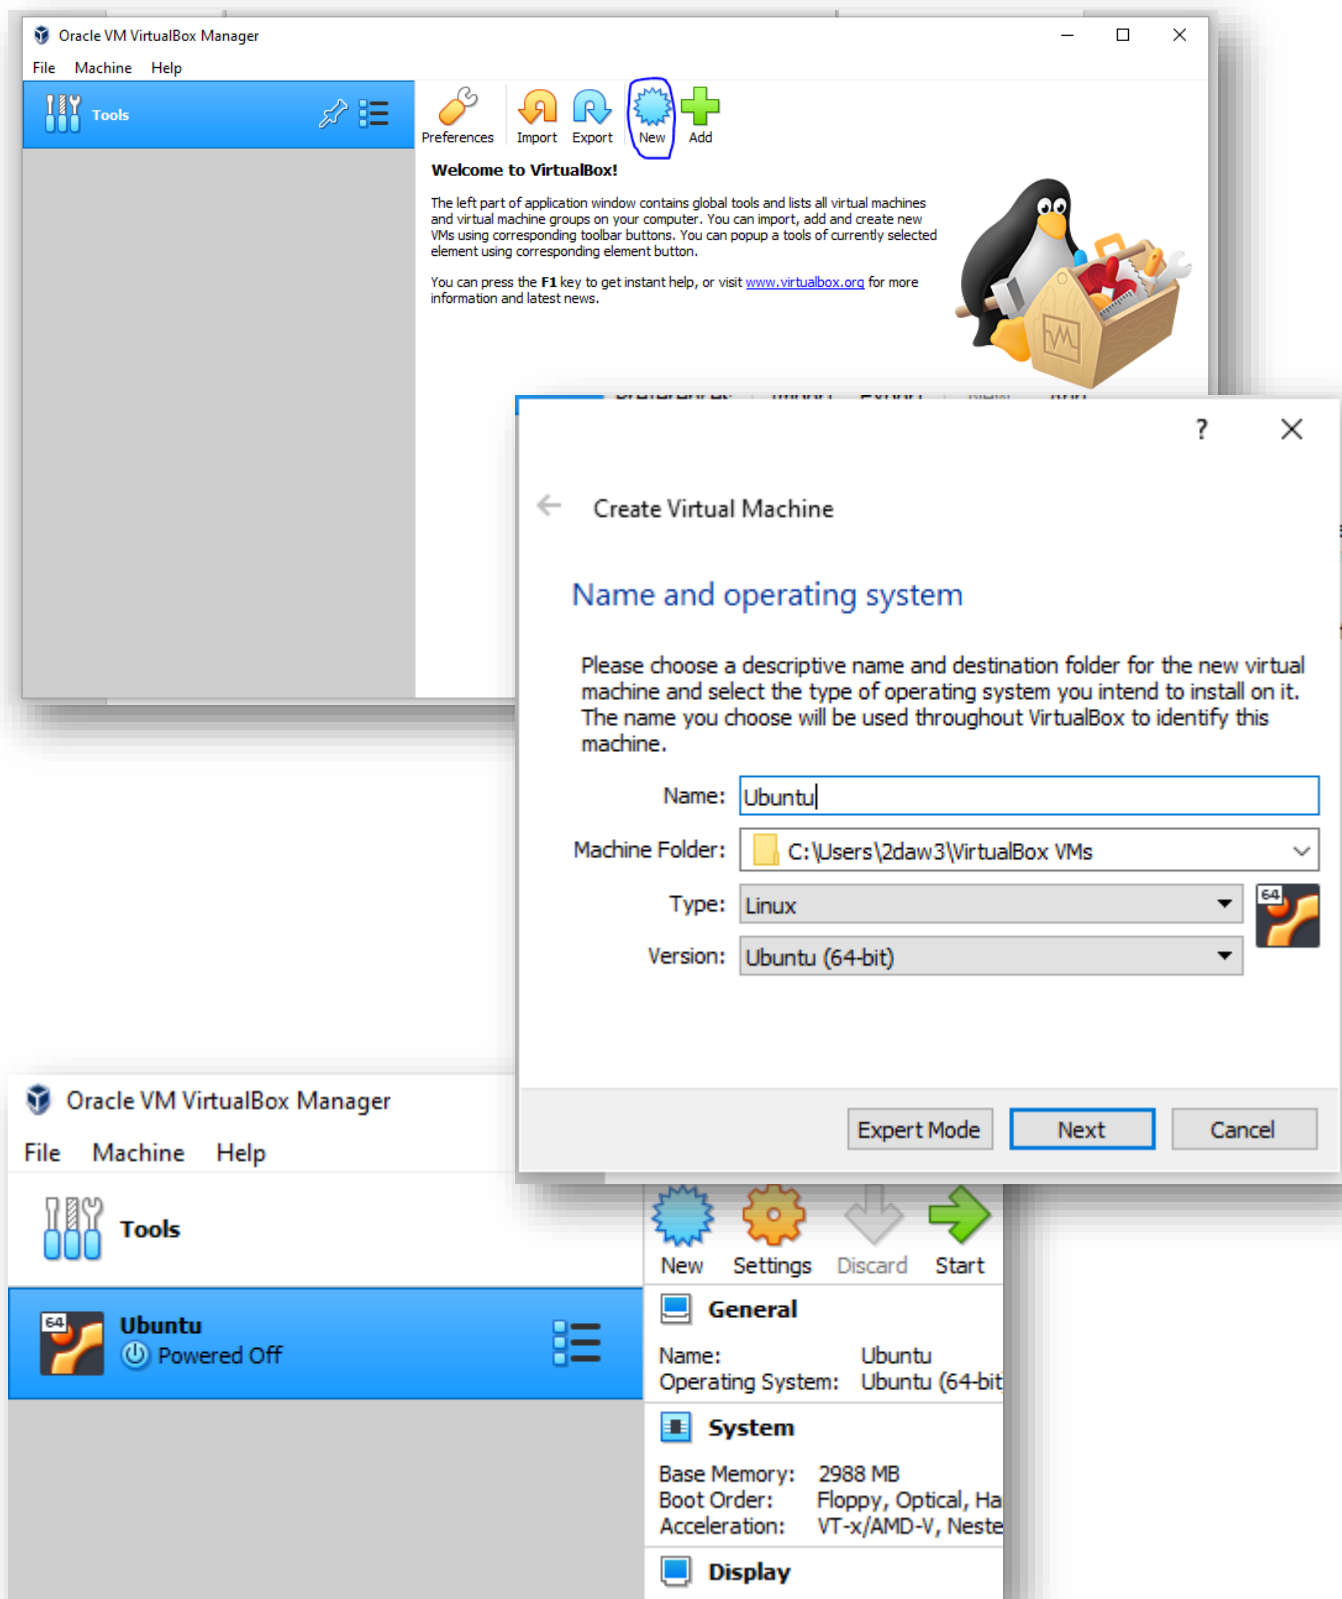 Oracle VM VirtualBox Manager
File Machine Help
Tools
Preferences Import Export New Add
Welcome to VirtualBox!
The left part of application window contains global tools and lists all virtual machines
and virtual machine groups on your computer. You can import, add and create new
VMs using corresponding toolbar buttons. You can popup a tools of currently selected
element using corresponding element button.
You can press the F1 key to get instant help, or visit www.virtualbox.org for more
information and latest news.
?
Create Virtual Machine
Name and operating system
Please choose a descriptive name and destination folder for the new virtual
machine and select the type of operating system you intend to install on it.
The name you choose will be used throughout VirtualBox to identify this
machine.
Name: Ubuntu
Machine Folder: C:\Users\2daw3\VirtualBox VMs
Type: Linux
64
Version: Ubuntu (64-bit)
Expert Mode Next Cancel
Oracle VM VirtualBox Manager
File Machine Help
Tools
New Settings Discard Start
64
Ubuntu
Powered Off
General
Name: Ubuntu
Operating System: Ubuntu (64-bit
System
Base Memory: 2988 MB
Boot Order: Floppy, Optical, Ha
Acceleration: VT-x/AMD-V, Neste
Display